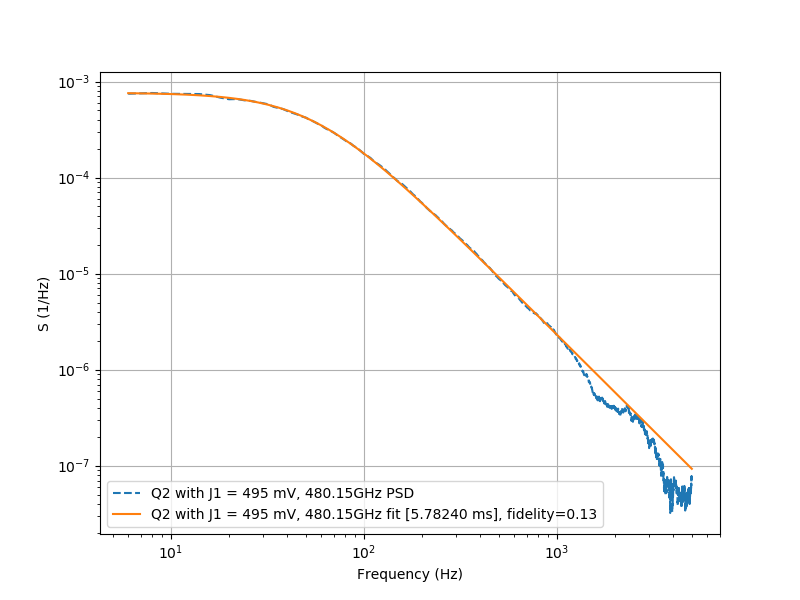 10⁻³
10⁻⁴
10⁻⁵
10⁻⁶
10⁻⁷
S (1/Hz)
Q2 with J1 = 495 mV, 480.15GHz PSD
Q2 with J1 = 495 mV, 480.15GHz fit [5.78240 ms], fidelity=0.13
10¹ 10² 10³
Frequency (Hz)